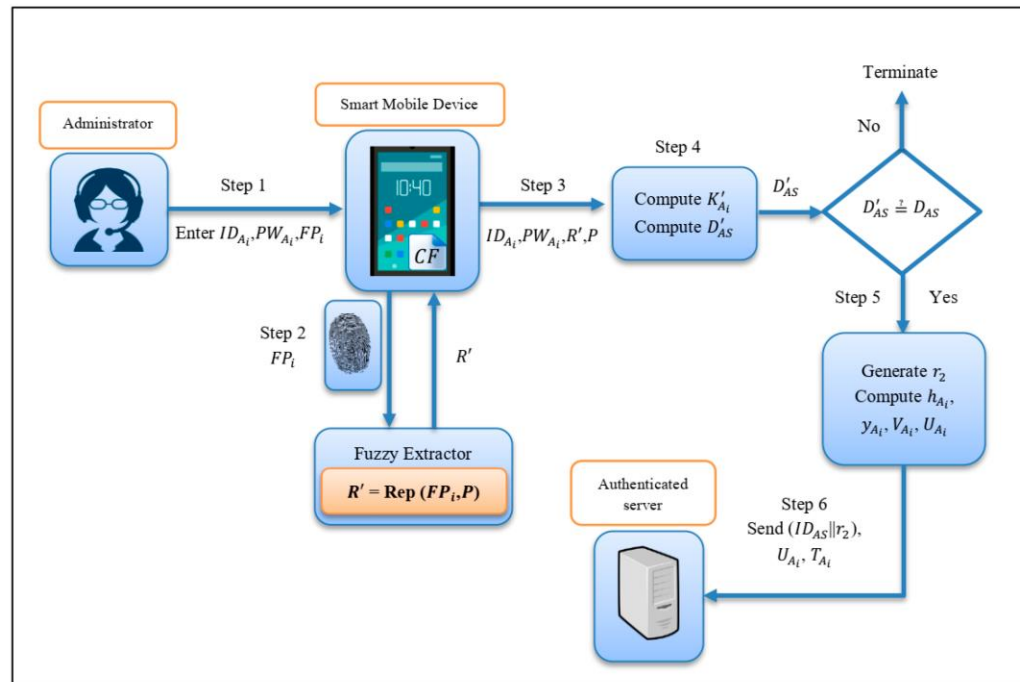 Administrator
Step 1
Enter $ID_{A_i}, PW_{A_i}, FP_i$
Smart Mobile Device
10:40
CF
Step 2
$FP_i$
$R'$
Fuzzy Extractor
$R'$ = Rep ($FP_i, P$)
Step 3
$ID_{A_i}, PW_{A_i}, R', P$
Step 4
Compute $K'_{A_i}$
Compute $D'_{AS}$
$D'_{AS}$
$D'_{AS} \stackrel{?}{=} D_{AS}$
No
Terminate
Step 5
Yes
Generate $r_2$
Compute $h_{A_i}$,
$y_{A_i}, V_{A_i}, U_{A_i}$
Step 6
Send ($ID_{AS} \| r_2$),
$U_{A_i}, T_{A_i}$
Authenticated
server